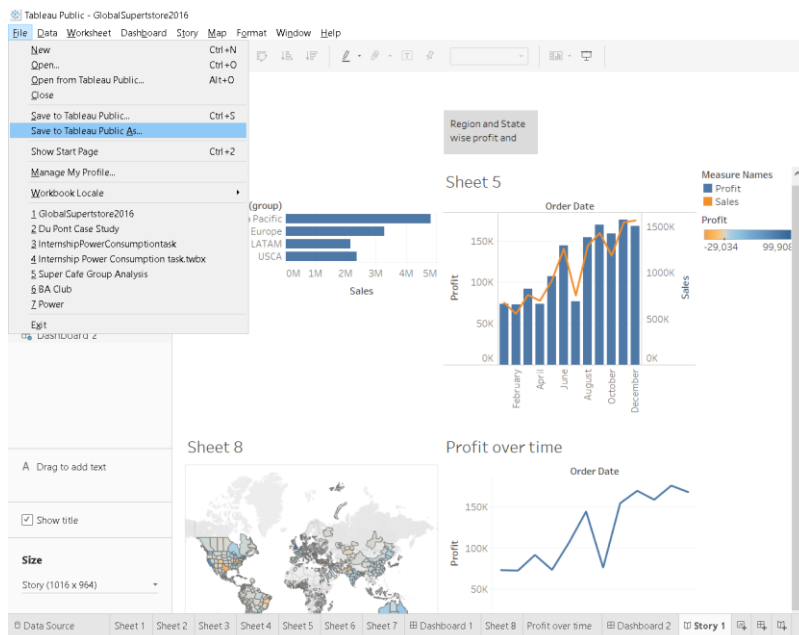 Tableau Public - GlobalSupertstore2016
File Data Worksheet Dashboard Story Map Format Window Help
New Ctrl+N
Open... Ctrl+O
Open from Tableau Public... Alt+O
Close
Save to Tableau Public... Ctrl+S
Save to Tableau Public As...
Show Start Page Ctrl+2
Manage My Profile...
Workbook Locale
1 GlobalSupertstore2016
2 Du Pont Case Study
3 InternshipPowerConsumptiontask
4 Internship Power Consumption task.twbx
5 Super Cafe Group Analysis
6 BA Club
7 Power
Exit
Dashboard 2
A Drag to add text
Show title
Size
Story (1016 x 964)
Region and State
wise profit and
(group)
Pacific
Europe
LATAM
USCA
0M 1M 2M 3M 4M 5M
Sales
Sheet 5
Order Date
150K
100K
50K
0K
Profit
1500K
1000K
500K
0K
Sales
February April June August October December
Measure Names
Profit
Sales
Profit
-29,034 99,908
Sheet 8
Profit over time
Order Date
150K
100K
50K
Profit
Data Source Sheet 1 Sheet 2 Sheet 3 Sheet 4 Sheet 5 Sheet 6 Sheet 7 Dashboard 1 Sheet 8 Profit over time Dashboard 2 Story 1